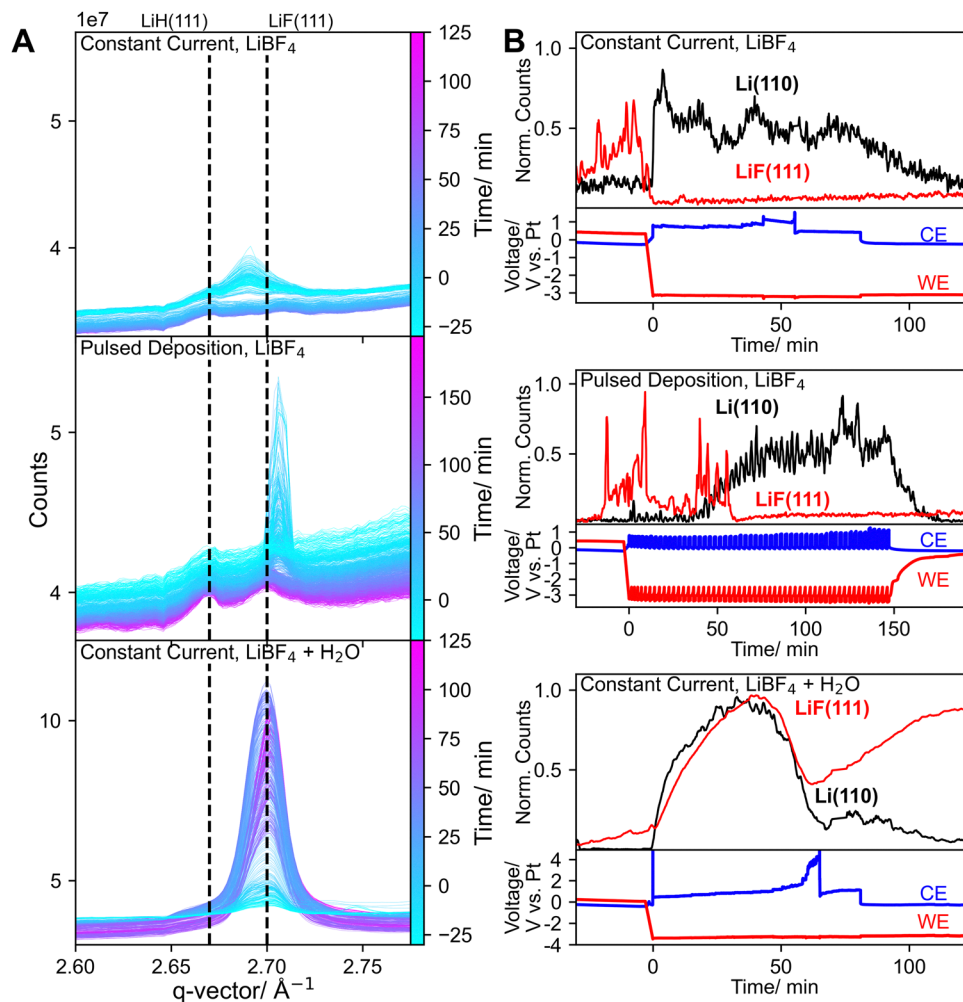 A
1e7
LiH(111)
LiF(111)
Constant Current, LiBF₄
5
4
125
100
75
50
25
0
−25
Time/ min
Pulsed Deposition, LiBF₄
5
4
150
100
50
0
Time/ min
Counts
Constant Current, LiBF₄ + H₂O
10
5
125
100
75
50
25
0
−25
Time/ min
2.60
2.65
2.70
2.75
q-vector/ Å⁻¹
B
Constant Current, LiBF₄
1.0
0.5
Norm. Counts
Li(110)
LiF(111)
1
0
-1
-2
-3
Voltage/
V vs. Pt
CE
WE
0
50
100
Time/ min
Pulsed Deposition, LiBF₄
1.0
0.5
Norm. Counts
Li(110)
LiF(111)
1
0
-1
-2
-3
Voltage/
V vs. Pt
CE
WE
0
50
100
150
Time/ min
Constant Current, LiBF₄ + H₂O
1.0
0.5
Norm. Counts
LiF(111)
Li(110)
4
2
0
-2
-4
Voltage/
V vs. Pt
CE
WE
0
50
100
Time/ min